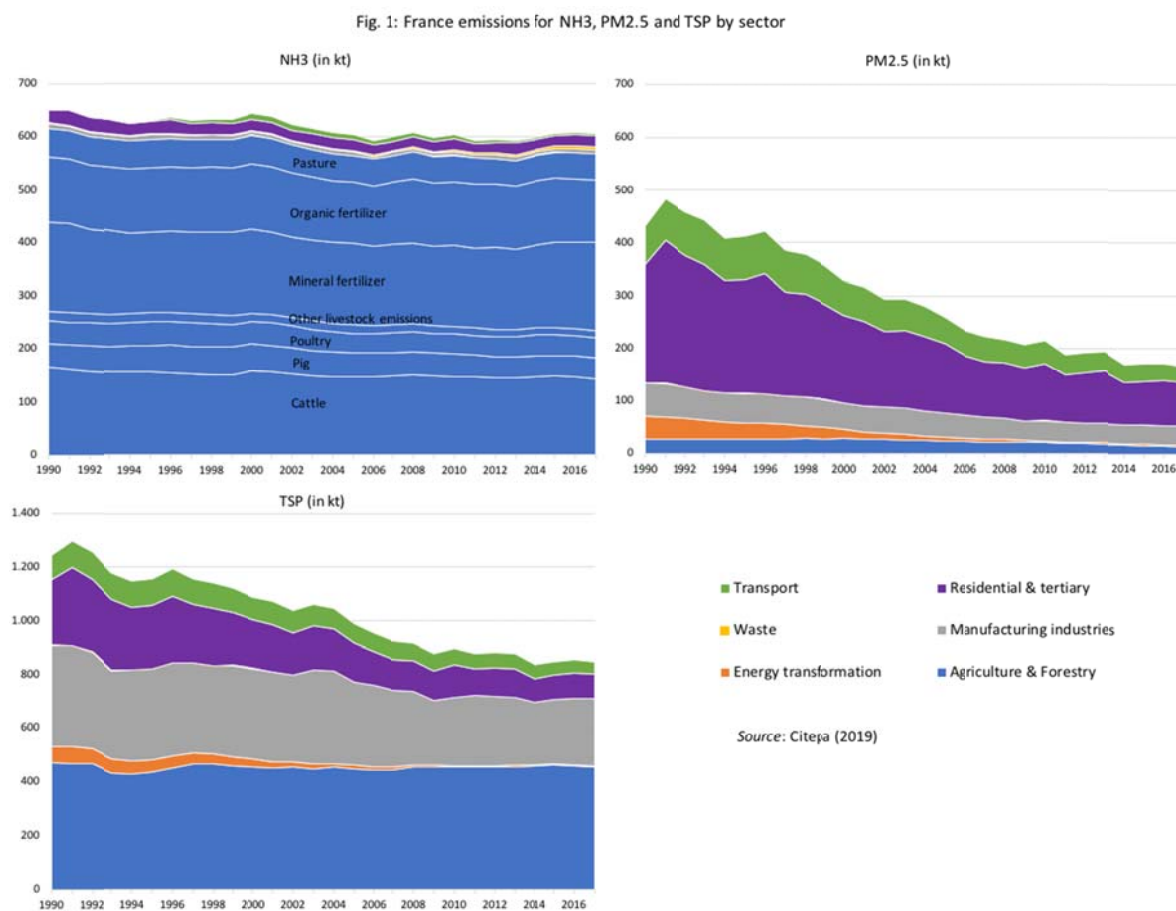 Fig. 1: France emissions for NH3, PM2.5 and TSP by sector
NH3 (in kt)
700
600
500
400
300
200
100
0
Pasture
Organic fertilizer
Mineral fertilizer
Other livestock emissions
Poultry
Pig
Cattle
1990 1992 1994 1996 1998 2000 2002 2004 2006 2008 2010 2012 2014 2016
PM2.5 (in kt)
700
600
500
400
300
200
100
0
1990 1992 1994 1996 1998 2000 2002 2004 2006 2008 2010 2012 2014 2016
TSP (in kt)
1.400
1.200
1.000
800
600
400
200
0
1990 1992 1994 1996 1998 2000 2002 2004 2006 2008 2010 2012 2014 2016
Transport Residential & tertiary
Waste Manufacturing industries
Energy transformation Agriculture & Forestry
Source: Citepa (2019)